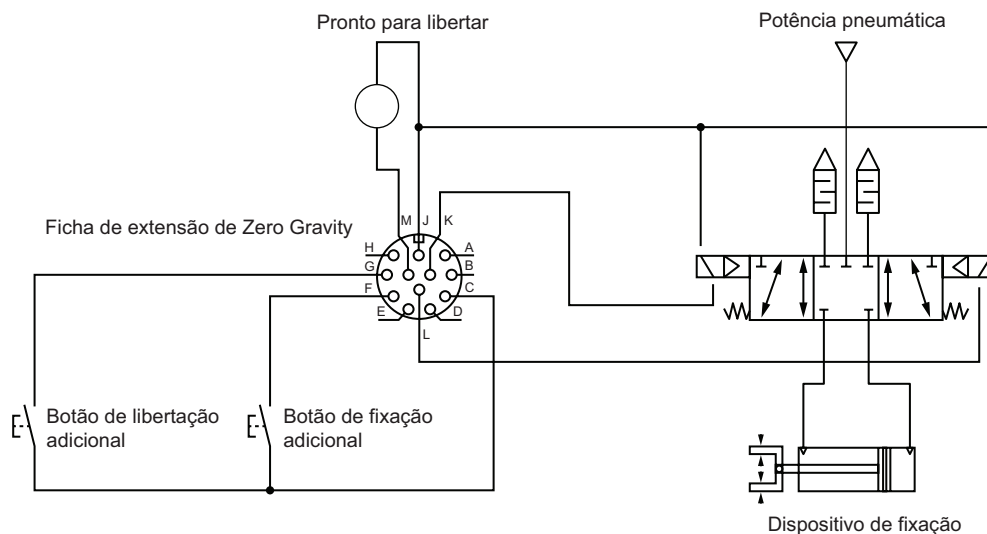 Pronto para libertar
Potência pneumática
Ficha de extensão de Zero Gravity
M J K
H A
G B
F C
E D
L
Botão de libertação
adicional
Botão de fixação
adicional
Dispositivo de fixação